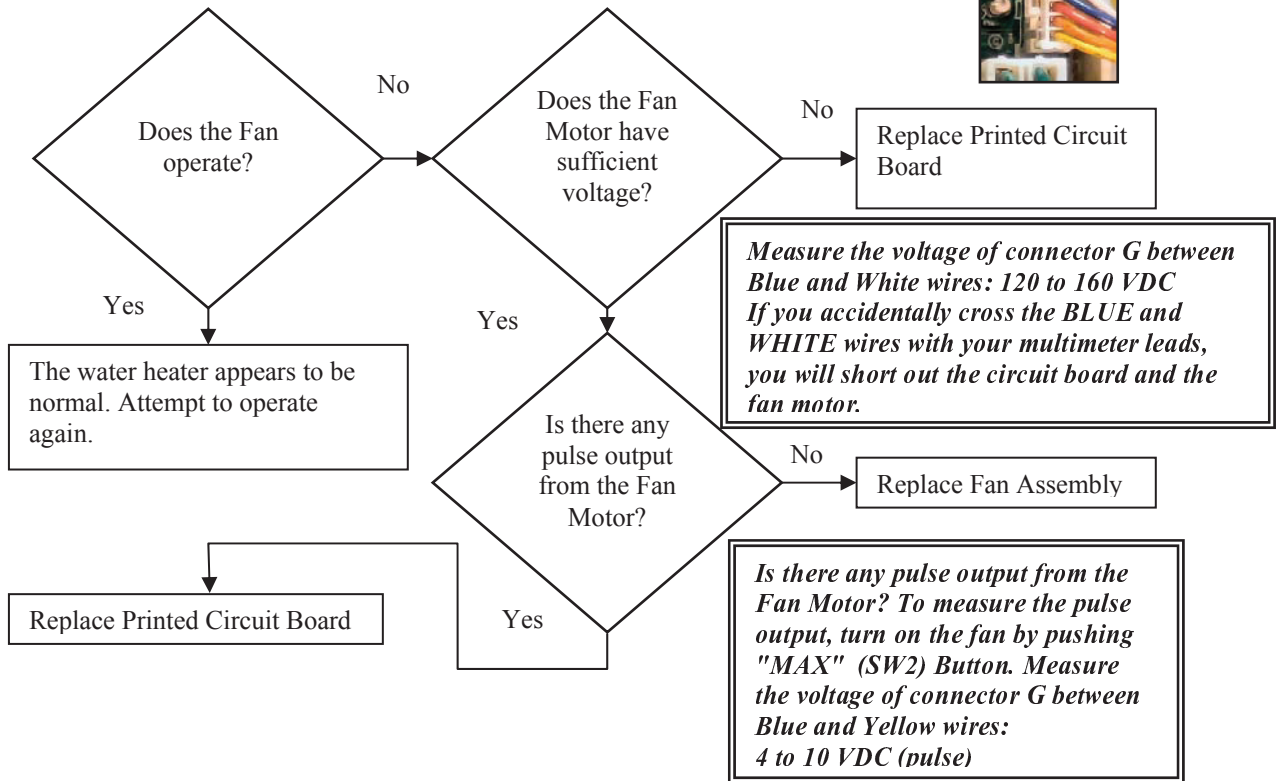 Does the Fan
operate?
No
Does the Fan
Motor have
sufficient
voltage?
No
Replace Printed Circuit
Board
Measure the voltage of connector G between
Blue and White wires: 120 to 160 VDC
If you accidentally cross the BLUE and
WHITE wires with your multimeter leads,
you will short out the circuit board and the
fan motor.
Yes
The water heater appears to be
normal. Attempt to operate
again.
Yes
Is there any
pulse output
from the Fan
Motor?
No
Replace Fan Assembly
Yes
Replace Printed Circuit Board
Is there any pulse output from the
Fan Motor? To measure the pulse
output, turn on the fan by pushing
"MAX" (SW2) Button. Measure
the voltage of connector G between
Blue and Yellow wires:
4 to 10 VDC (pulse)